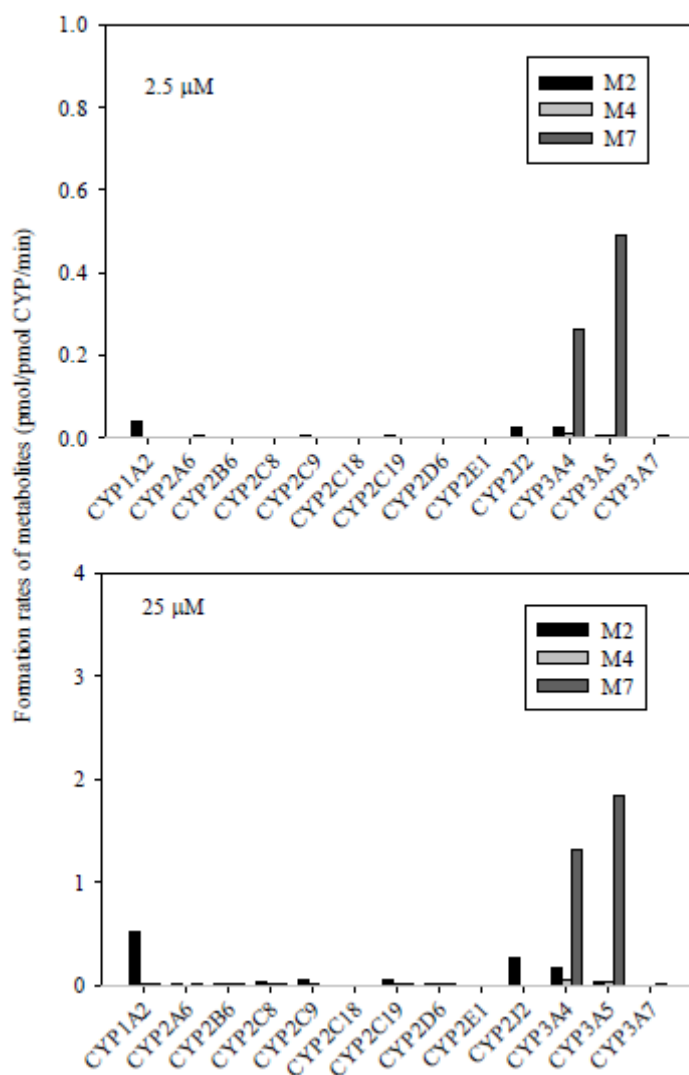 Formation rates of metabolites (pmol/pmol CYP/min)
1.0
0.8
0.6
0.4
0.2
0.0
2.5 μM
M2
M4
M7
CYP1A2
CYP2A6
CYP2B6
CYP2C8
CYP2C9
CYP2C18
CYP2C19
CYP2D6
CYP2E1
CYP2J2
CYP3A4
CYP3A5
CYP3A7
4
3
2
1
0
25 μM
M2
M4
M7
CYP1A2
CYP2A6
CYP2B6
CYP2C8
CYP2C9
CYP2C18
CYP2C19
CYP2D6
CYP2E1
CYP2J2
CYP3A4
CYP3A5
CYP3A7